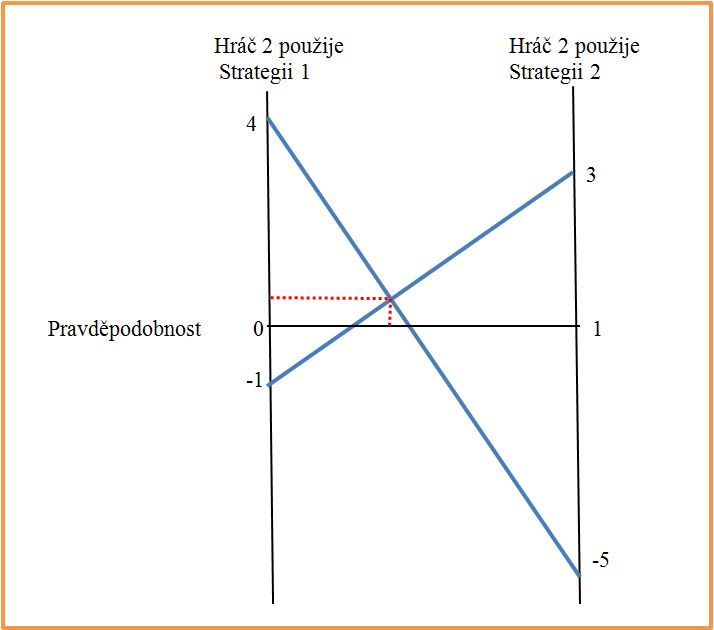 Hráč 2 použije
Strategii 1
Hráč 2 použije
Strategii 2
4
3
Pravděpodobnost
0
1
-1
-5